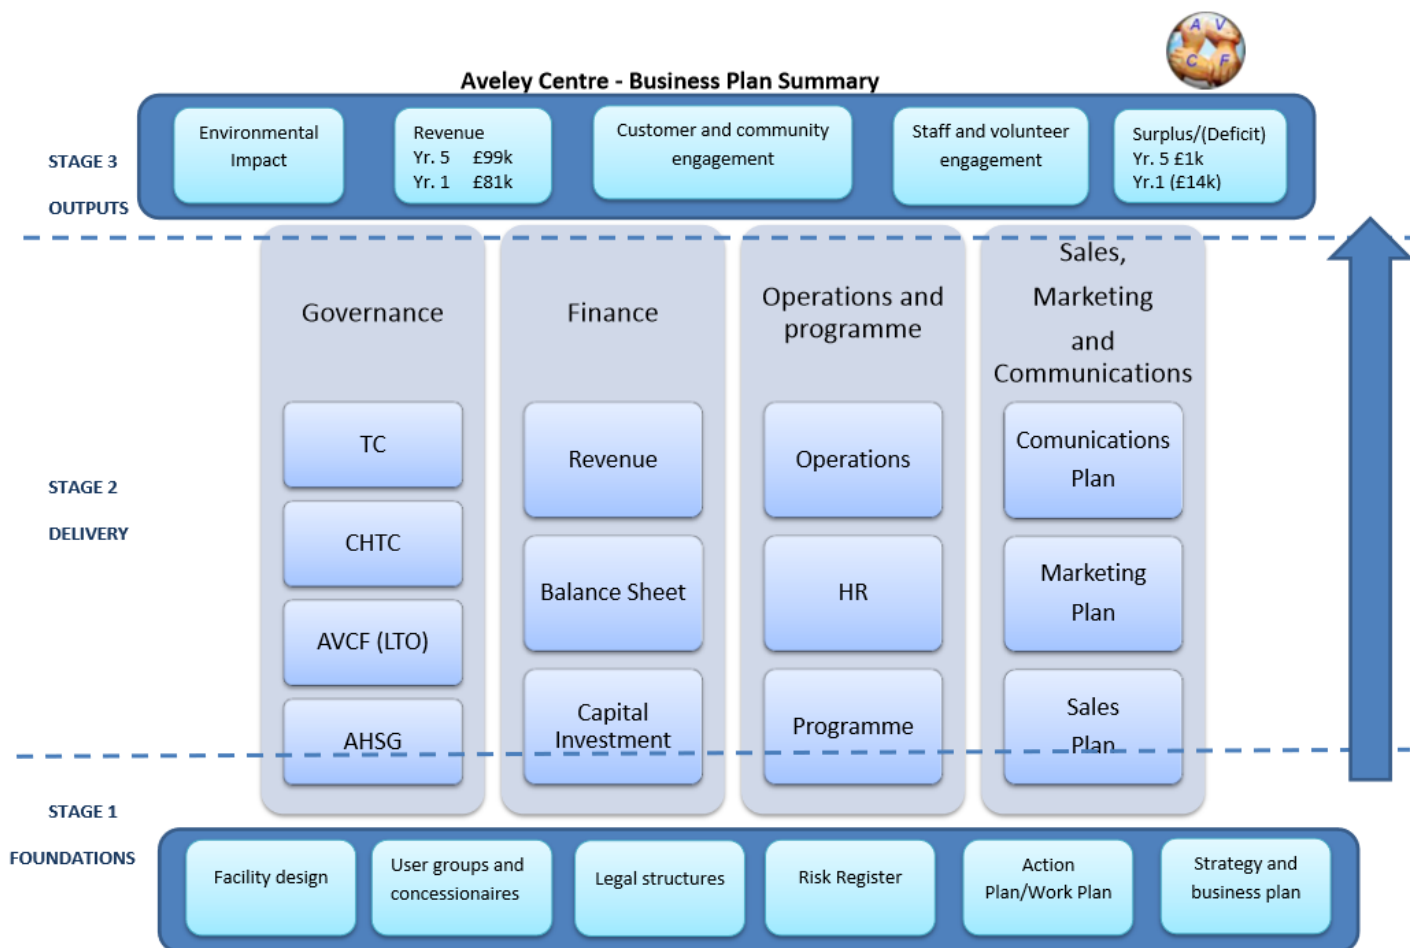 A V
C F
Aveley Centre - Business Plan Summary
STAGE 3
OUTPUTS
Environmental
Impact
Revenue
Yr. 5 £99k
Yr. 1 £81k
Customer and community
engagement
Staff and volunteer
engagement
Surplus/(Deficit)
Yr. 5 £1k
Yr.1 (£14k)
STAGE 2
DELIVERY
Governance
TC
CHTC
AVCF (LTO)
AHSG
Finance
Revenue
Balance Sheet
Capital
Investment
Operations and
programme
Operations
HR
Programme
Sales,
Marketing
and
Communications
Comunications
Plan
Marketing
Plan
Sales
Plan
STAGE 1
FOUNDATIONS
Facility design
User groups and
concessionaires
Legal structures
Risk Register
Action
Plan/Work Plan
Strategy and
business plan